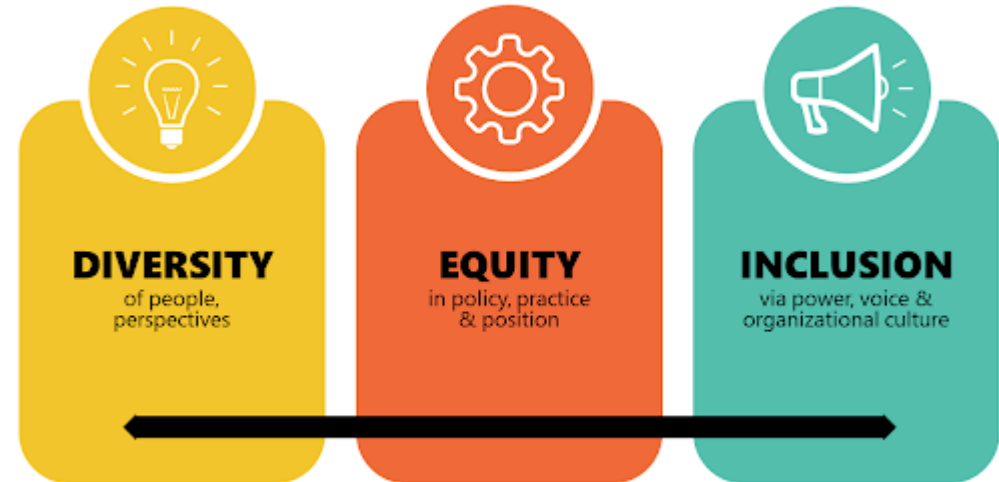 DIVERSITY
of people,
perspectives
EQUITY
in policy, practice
& position
INCLUSION
via power, voice &
organizational culture